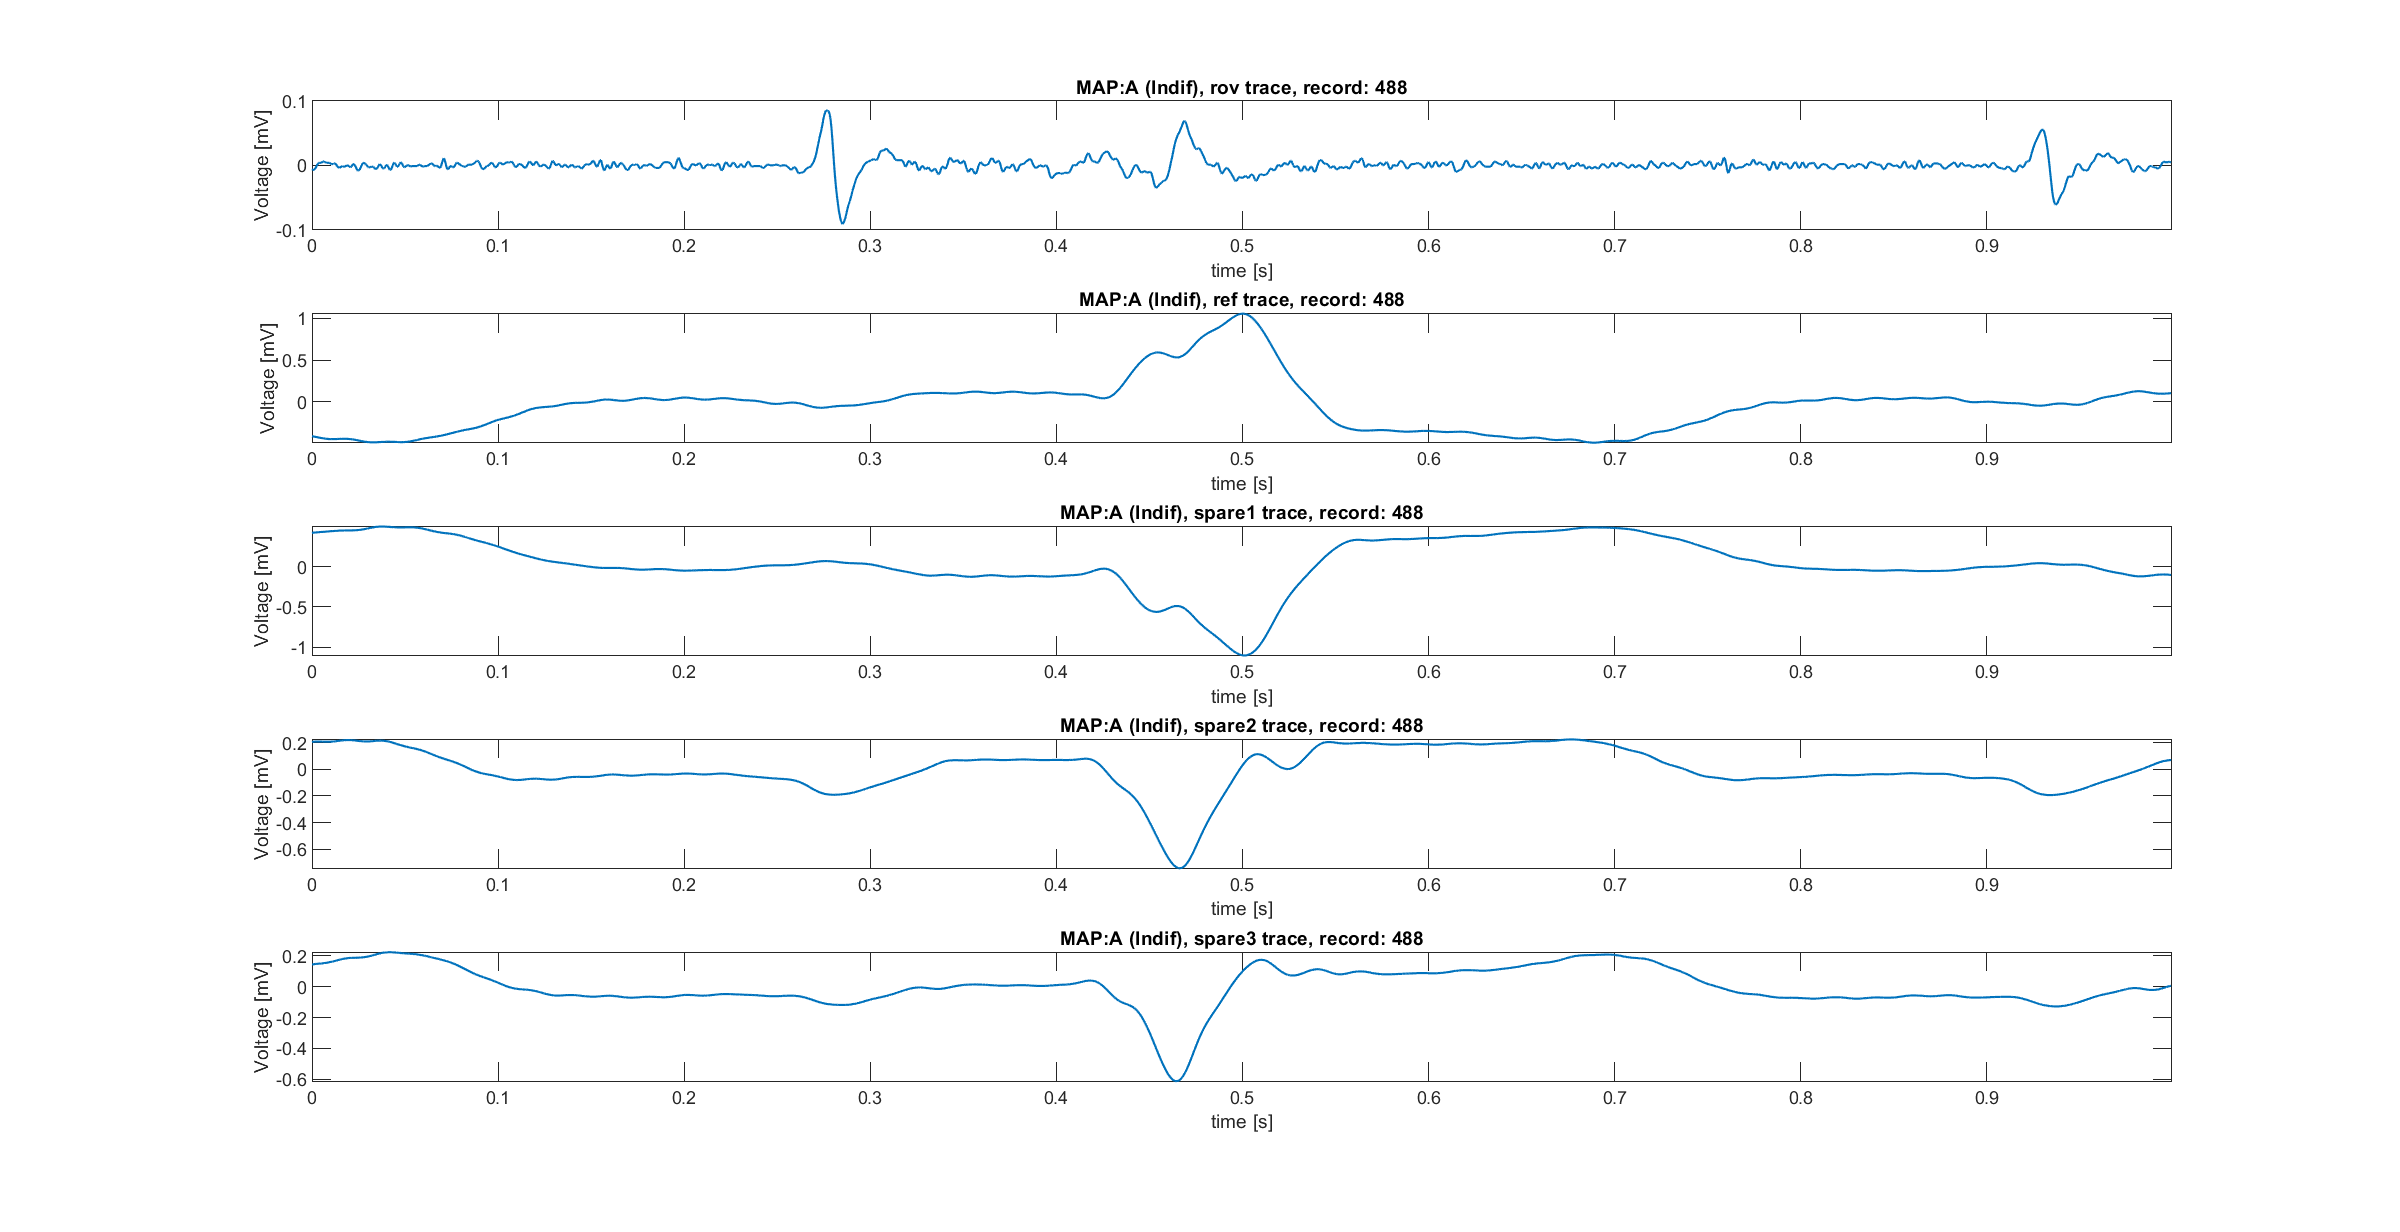 MAP:A (Indif), rov trace, record: 488
Voltage [mV]
0.1
0
-0.1
0 0.1 0.2 0.3 0.4 0.5 0.6 0.7 0.8 0.9
time [s]
MAP:A (Indif), ref trace, record: 488
Voltage [mV]
1
0.5
0
0 0.1 0.2 0.3 0.4 0.5 0.6 0.7 0.8 0.9
time [s]
MAP:A (Indif), spare1 trace, record: 488
Voltage [mV]
0
-0.5
-1
0 0.1 0.2 0.3 0.4 0.5 0.6 0.7 0.8 0.9
time [s]
MAP:A (Indif), spare2 trace, record: 488
Voltage [mV]
0.2
0
-0.2
-0.4
-0.6
0 0.1 0.2 0.3 0.4 0.5 0.6 0.7 0.8 0.9
time [s]
MAP:A (Indif), spare3 trace, record: 488
Voltage [mV]
0.2
0
-0.2
-0.4
-0.6
0 0.1 0.2 0.3 0.4 0.5 0.6 0.7 0.8 0.9
time [s]